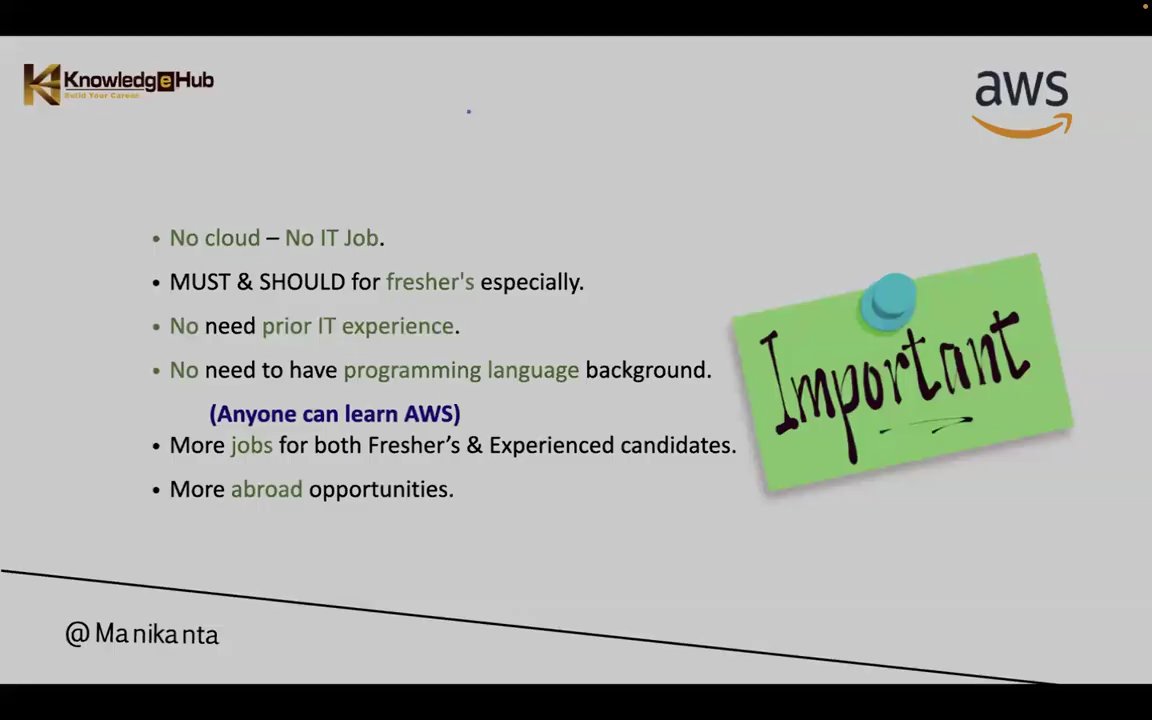 KnowledgeHub
Build Your Career
aws
• No cloud – No IT Job.
• MUST & SHOULD for fresher's especially.
• No need prior IT experience.
• No need to have programming language background.
(Anyone can learn AWS)
• More jobs for both Fresher’s & Experienced candidates.
• More abroad opportunities.
Important
@Manikanta